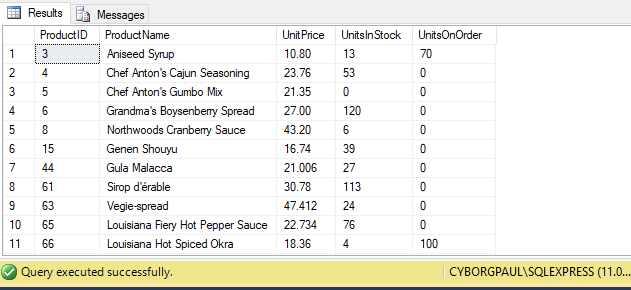 Results Messages
ProductID ProductName UnitPrice UnitsInStock UnitsOnOrder
1 3 Aniseed Syrup 10.80 13 70
2 4 Chef Anton's Cajun Seasoning 23.76 53 0
3 5 Chef Anton's Gumbo Mix 21.35 0 0
4 6 Grandma's Boysenberry Spread 27.00 120 0
5 8 Northwoods Cranberry Sauce 43.20 6 0
6 15 Genen Shouyu 16.74 39 0
7 44 Gula Malacca 21.006 27 0
8 61 Sirop d'érable 30.78 113 0
9 63 Vegie-spread 47.412 24 0
10 65 Louisiana Fiery Hot Pepper Sauce 22.734 76 0
11 66 Louisiana Hot Spiced Okra 18.36 4 100
Query executed successfully. CYBORGPAUL\SQLEXPRESS (11.0...